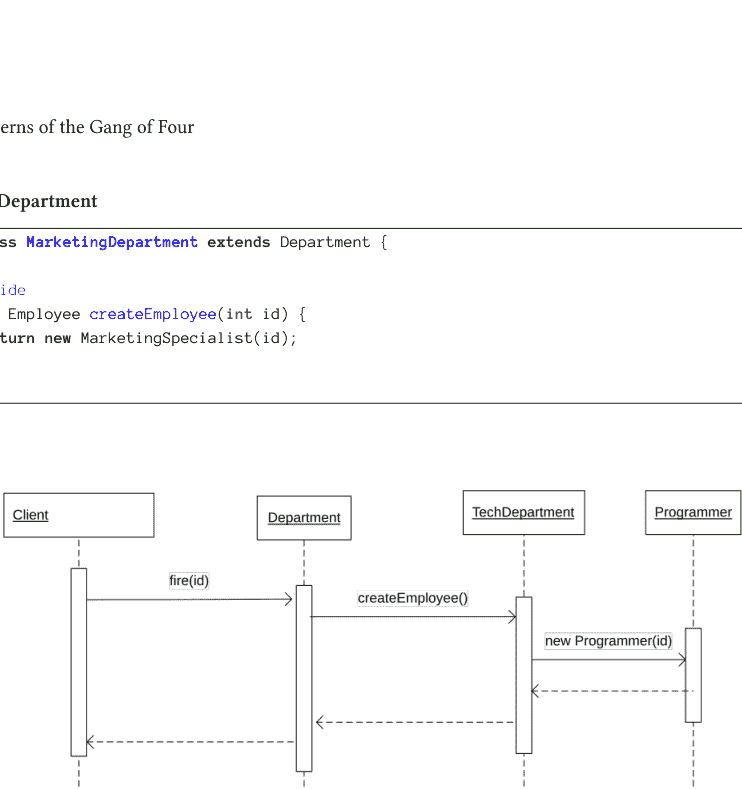 erns of the Gang of Four
Department
ss MarketingDepartment extends Department {
ide
Employee createEmployee(int id) {
turn new MarketingSpecialist(id);
Client
Department
TechDepartment
Programmer
fire(id)
createEmployee()
new Programmer(id)